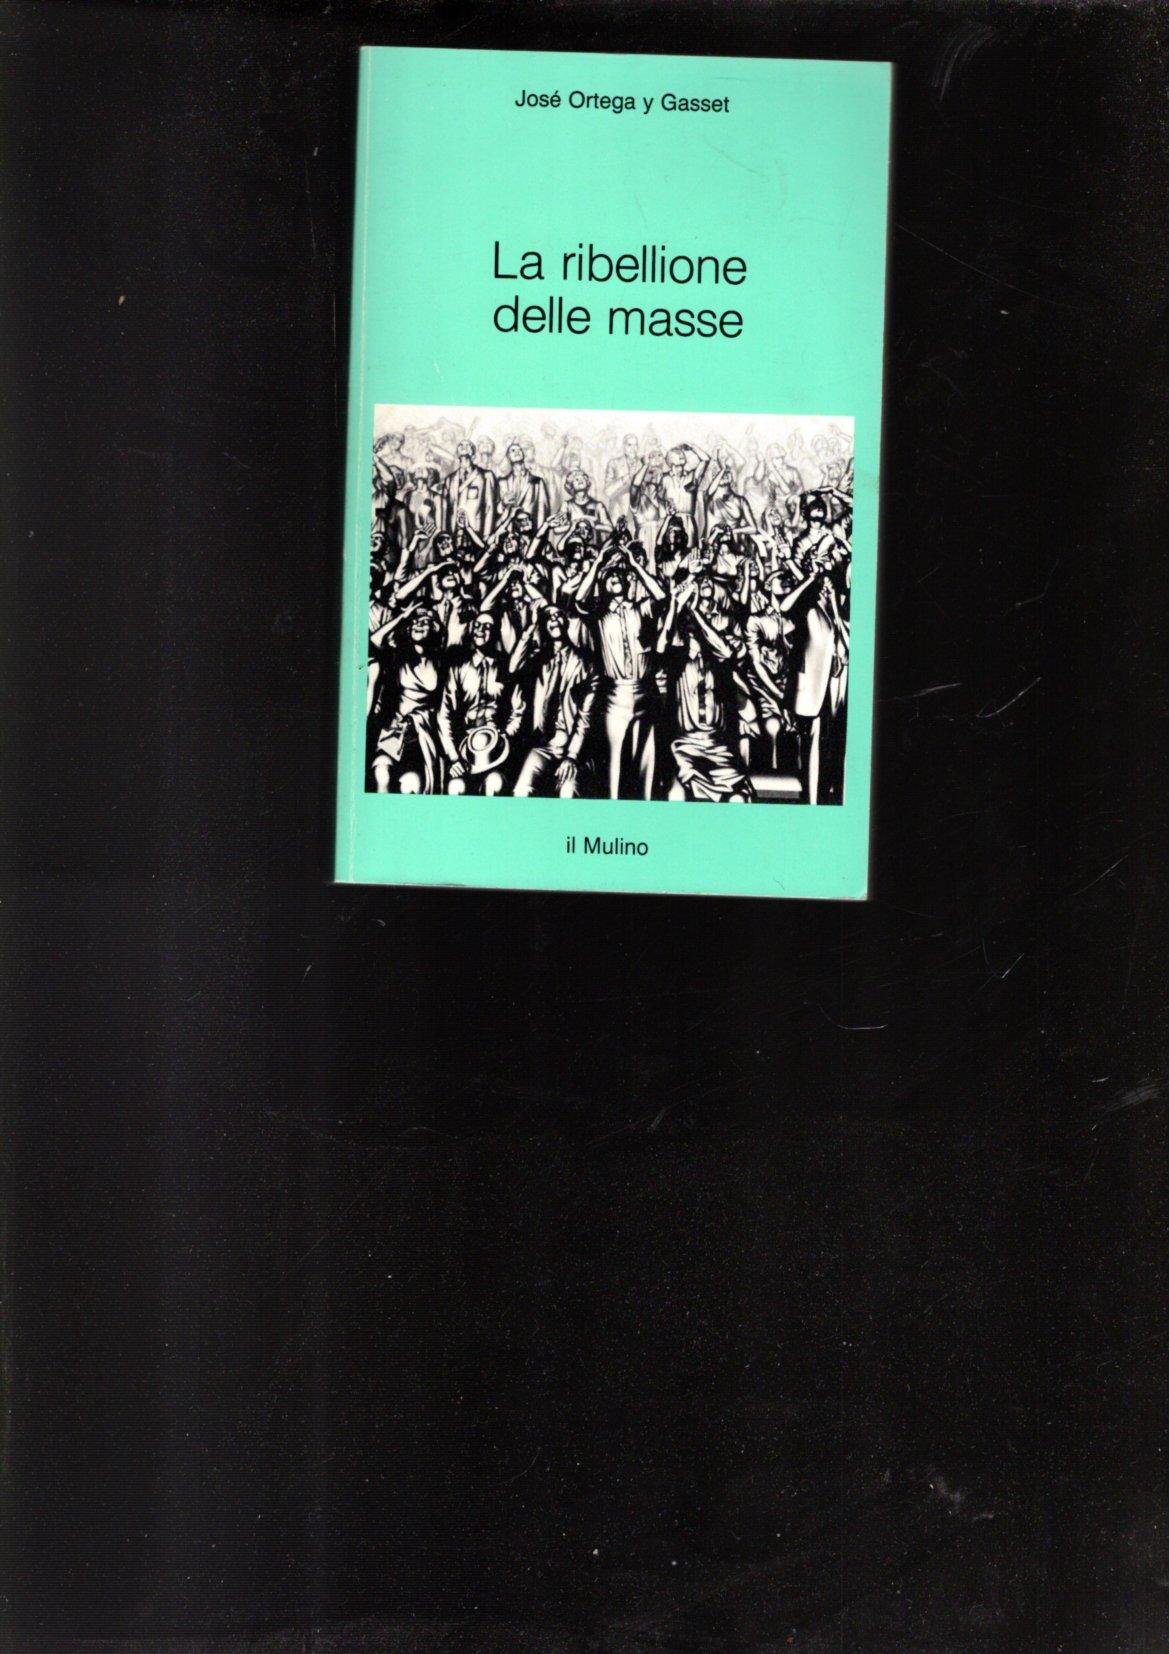 José Ortega y Gasset
La ribellione
delle masse
il Mulino